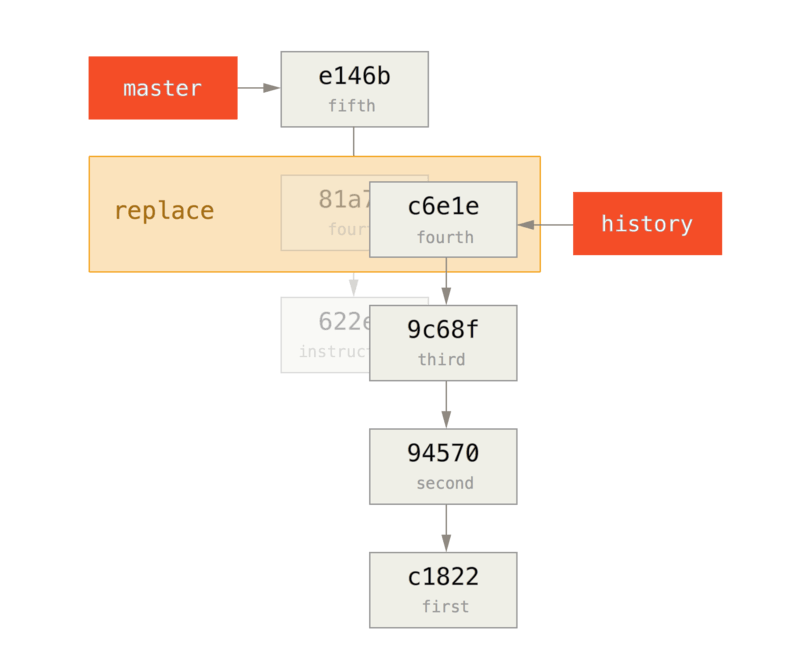 e146b
fifth
master
replace
c6e1e
fourth
history
9c68f
third
94570
second
c1822
first